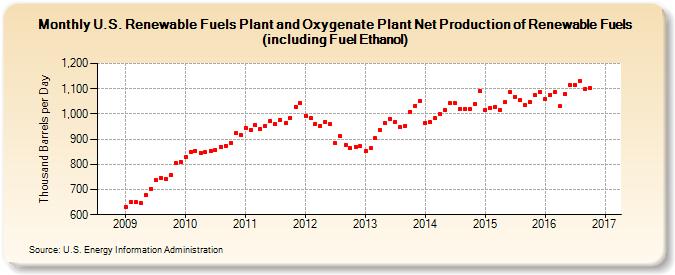 Monthly U.S. Renewable Fuels Plant and Oxygenate Plant Net Production of Renewable Fuels
(including Fuel Ethanol)
Thousand Barrels per Day
1,200
1,100
1,000
900
800
700
600
2009 2010 2011 2012 2013 2014 2015 2016 2017
Source: U.S. Energy Information Administration